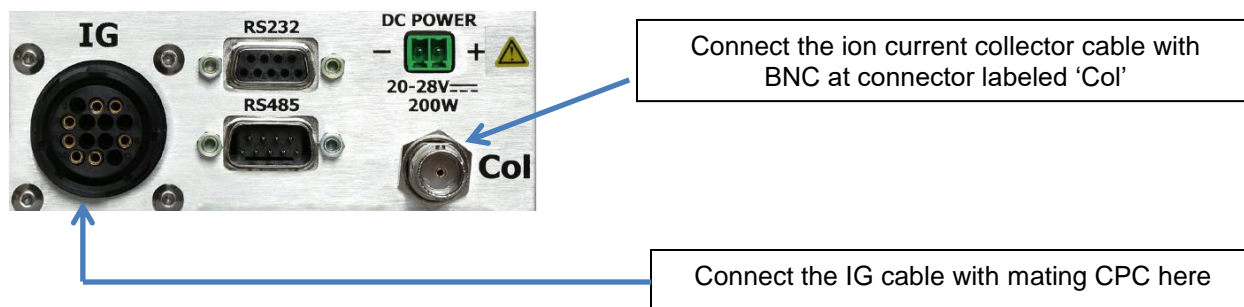 IG
RS232
RS485
DC POWER
- +
20-28V⎓
200W
Col
Connect the ion current collector cable with
BNC at connector labeled ‘Col’
Connect the IG cable with mating CPC here